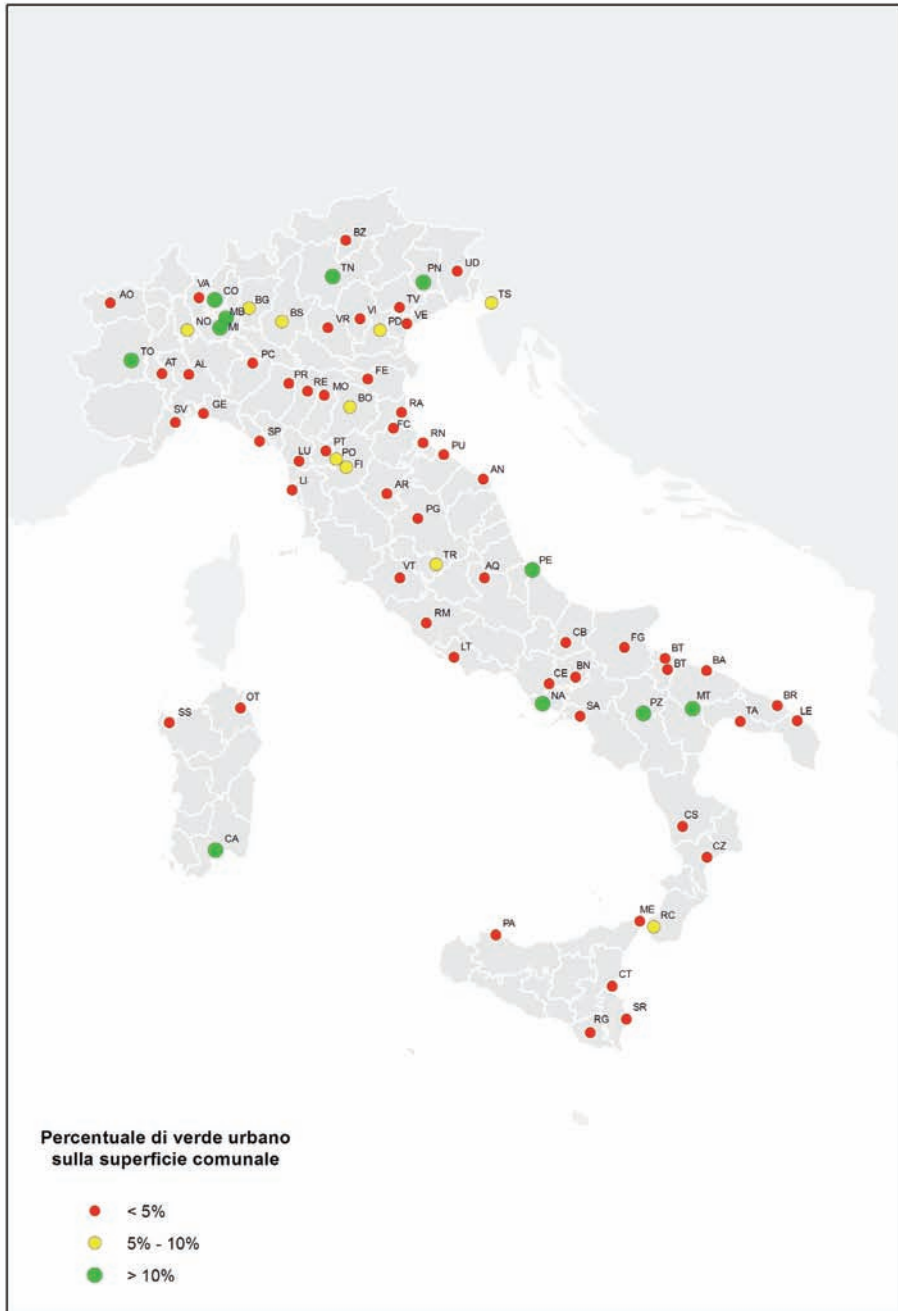 BZ
TN
PN
UD
AO
VA
CO
BG
BS
TS
TV
VI
MB
NO
MI
VR
PD
VE
TO
AT
AL
PC
PR
RE
MO
FE
BO
RA
SV
GE
FC
RN
SP
PU
LU
PT
PO
FI
LI
AN
AR
PG
TR
PE
VT
AQ
RM
CB
FG
LT
BT
BT
BA
CE
BN
NA
SA
PZ
MT
BR
TA
LE
OT
SS
CA
CS
CZ
ME
RC
PA
CT
SR
RG
Percentuale di verde urbano
sulla superficie comunale
< 5%
5% - 10%
> 10%